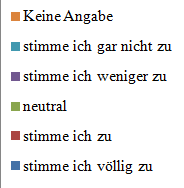 Keine Angabe
stimme ich gar nicht zu
stimme ich weniger zu
neutral
stimme ich zu
stimme ich völlig zu